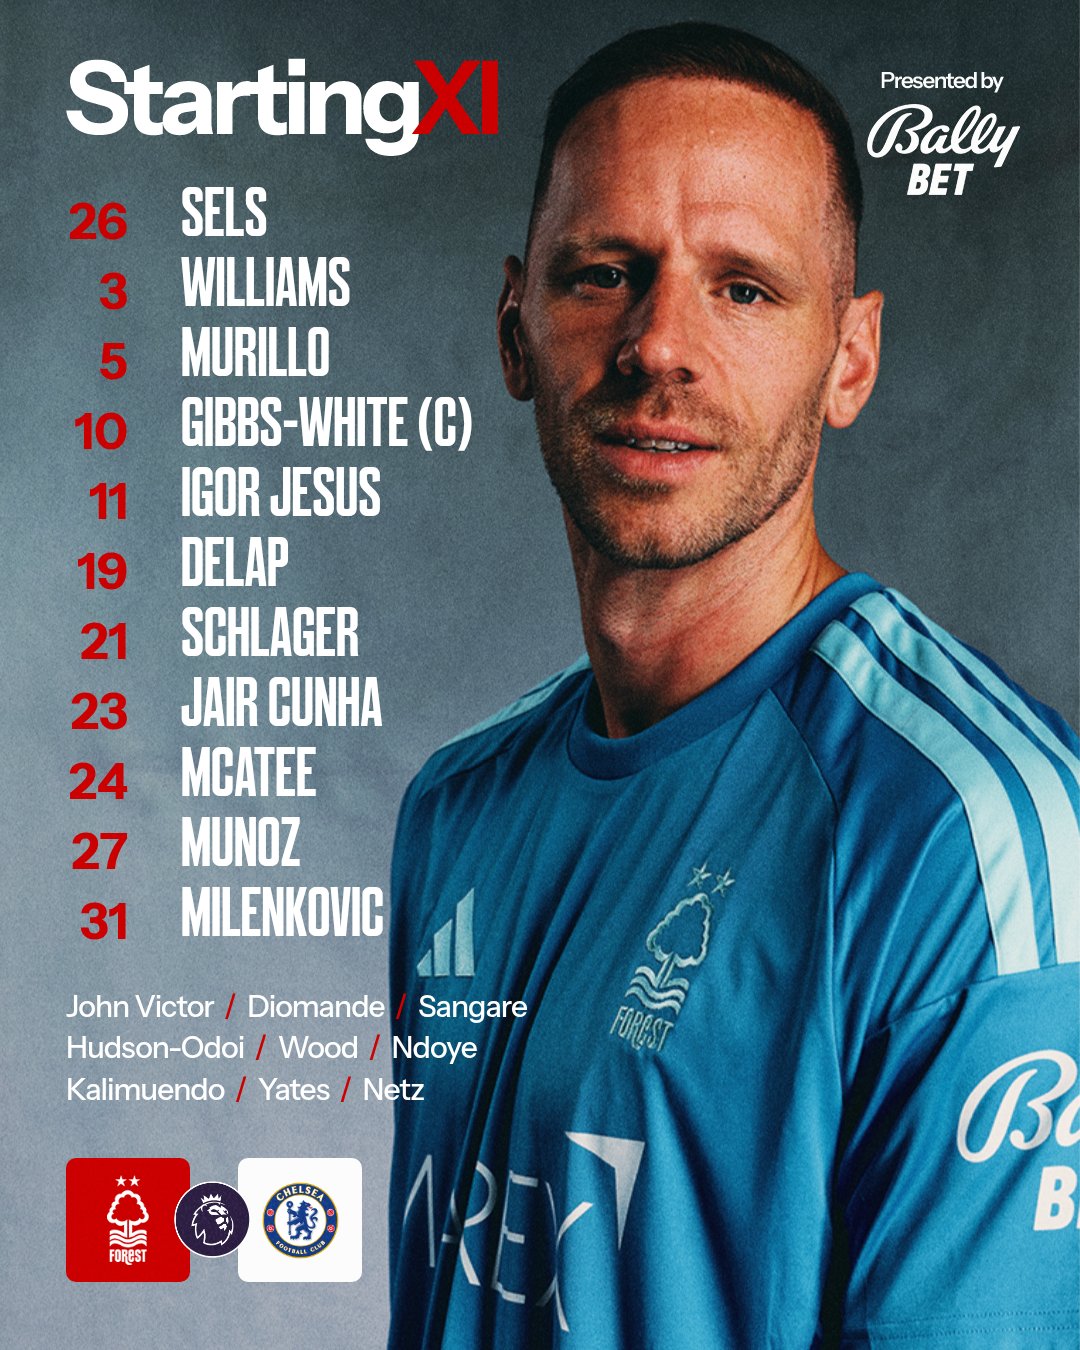 StartingXI
Presented by
Bally
BET
26 SELS
3 WILLIAMS
5 MURILLO
10 GIBBS-WHITE (C)
11 IGOR JESUS
19 DELAP
21 SCHLAGER
23 JAIR CUNHA
24 MCATEE
27 MUNOZ
31 MILENKOVIC
John Victor / Diomande / Sangare
Hudson-Odoi / Wood / Ndoye
Kalimuendo / Yates / Netz
FOREST
AREX
Ba
B
FOREST
CHELSEA
FOOTBALL CLUB